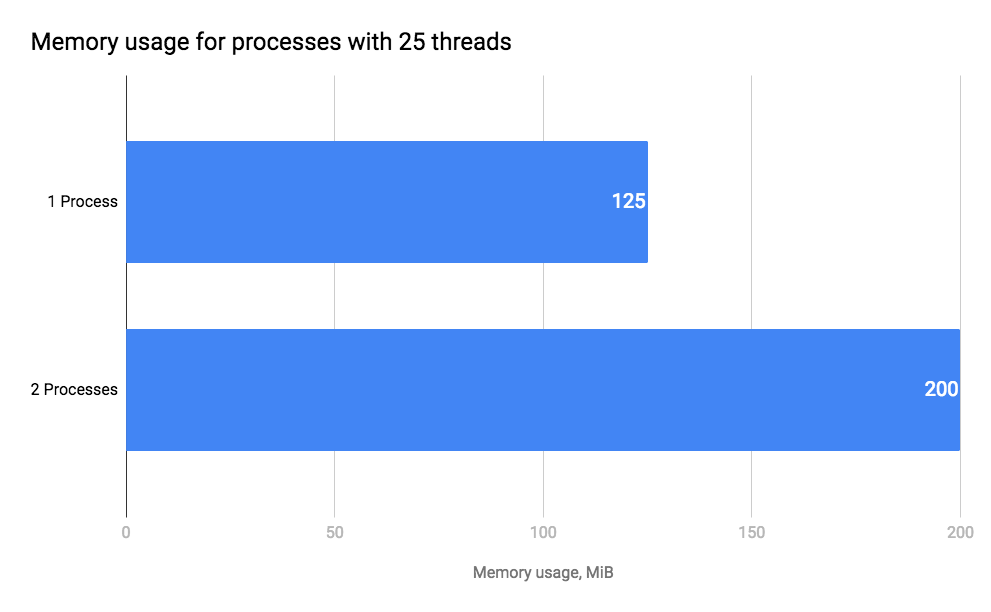 Memory usage for processes with 25 threads
1 Process
125
2 Processes
200
0 50 100 150 200
Memory usage, MiB